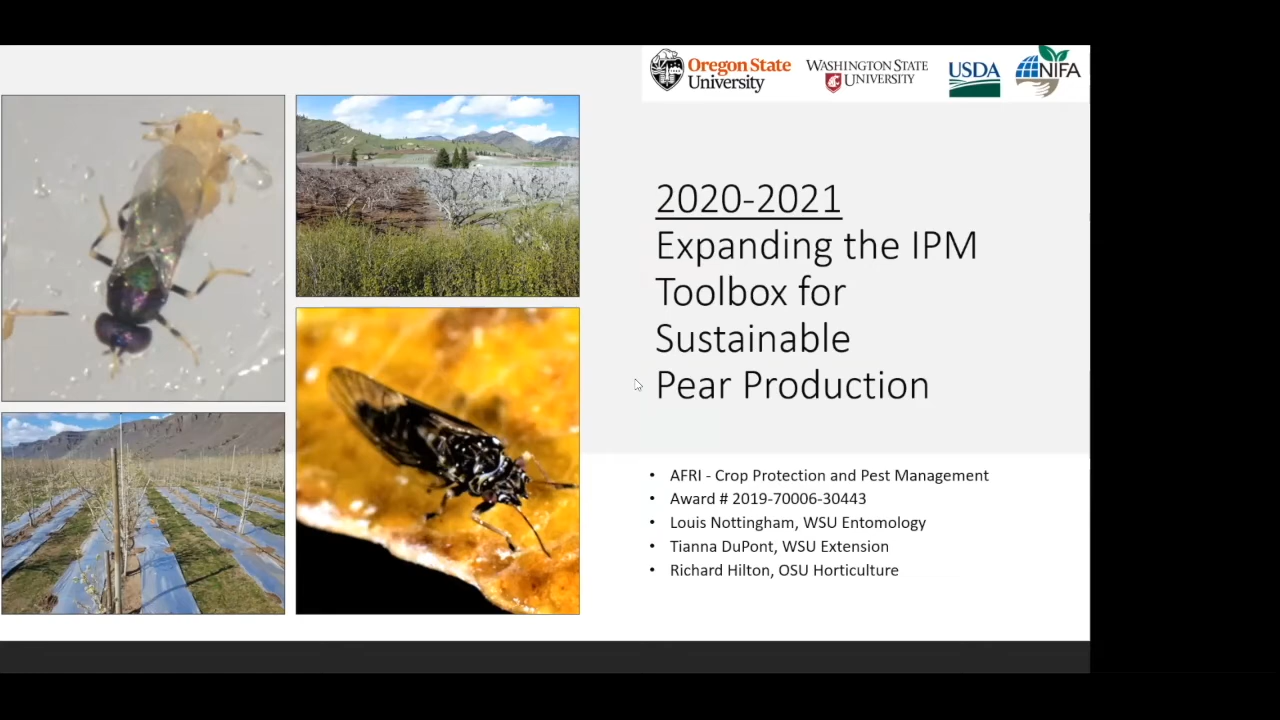 Oregon State
University
WASHINGTON STATE
UNIVERSITY
USDA
NIFA
2020-2021
Expanding the IPM
Toolbox for
Sustainable
Pear Production
• AFRI - Crop Protection and Pest Management
• Award # 2019-70006-30443
• Louis Nottingham, WSU Entomology
• Tianna DuPont, WSU Extension
• Richard Hilton, OSU Horticulture